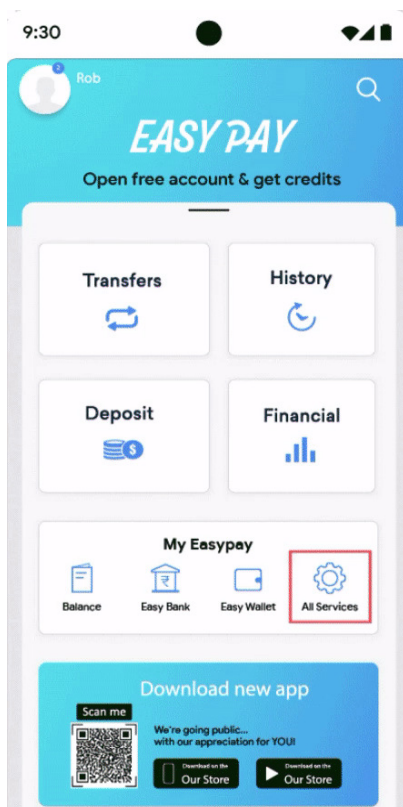 9:30
2
Rob
EASY PAY
Open free account & get credits
Transfers
History
Deposit
$
Financial
My Easypay
₹
Balance
Easy Bank
Easy Wallet
All Services
Download new app
Scan me
We're going public...
with our appreciation for YOU!
Download on the
Our Store
Download on the
Our Store